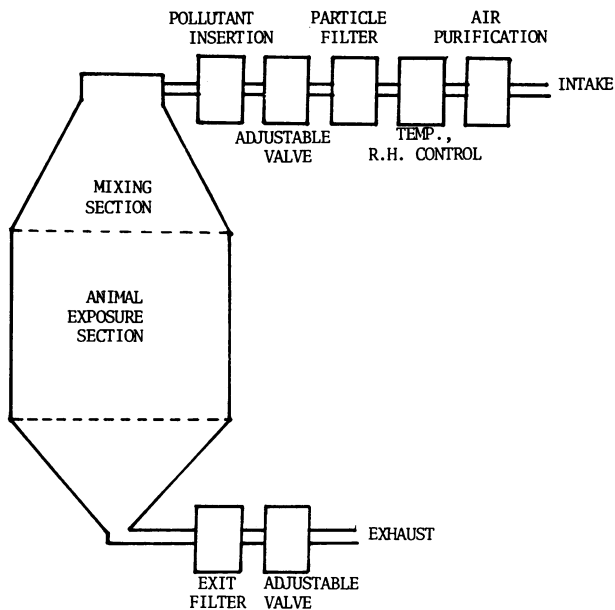 POLLUTANT
INSERTION
PARTICLE
FILTER
AIR
PURIFICATION
INTAKE
ADJUSTABLE
VALVE
TEMP.,
R.H. CONTROL
MIXING
SECTION
ANIMAL
EXPOSURE
SECTION
EXHAUST
EXIT
FILTER
ADJUSTABLE
VALVE